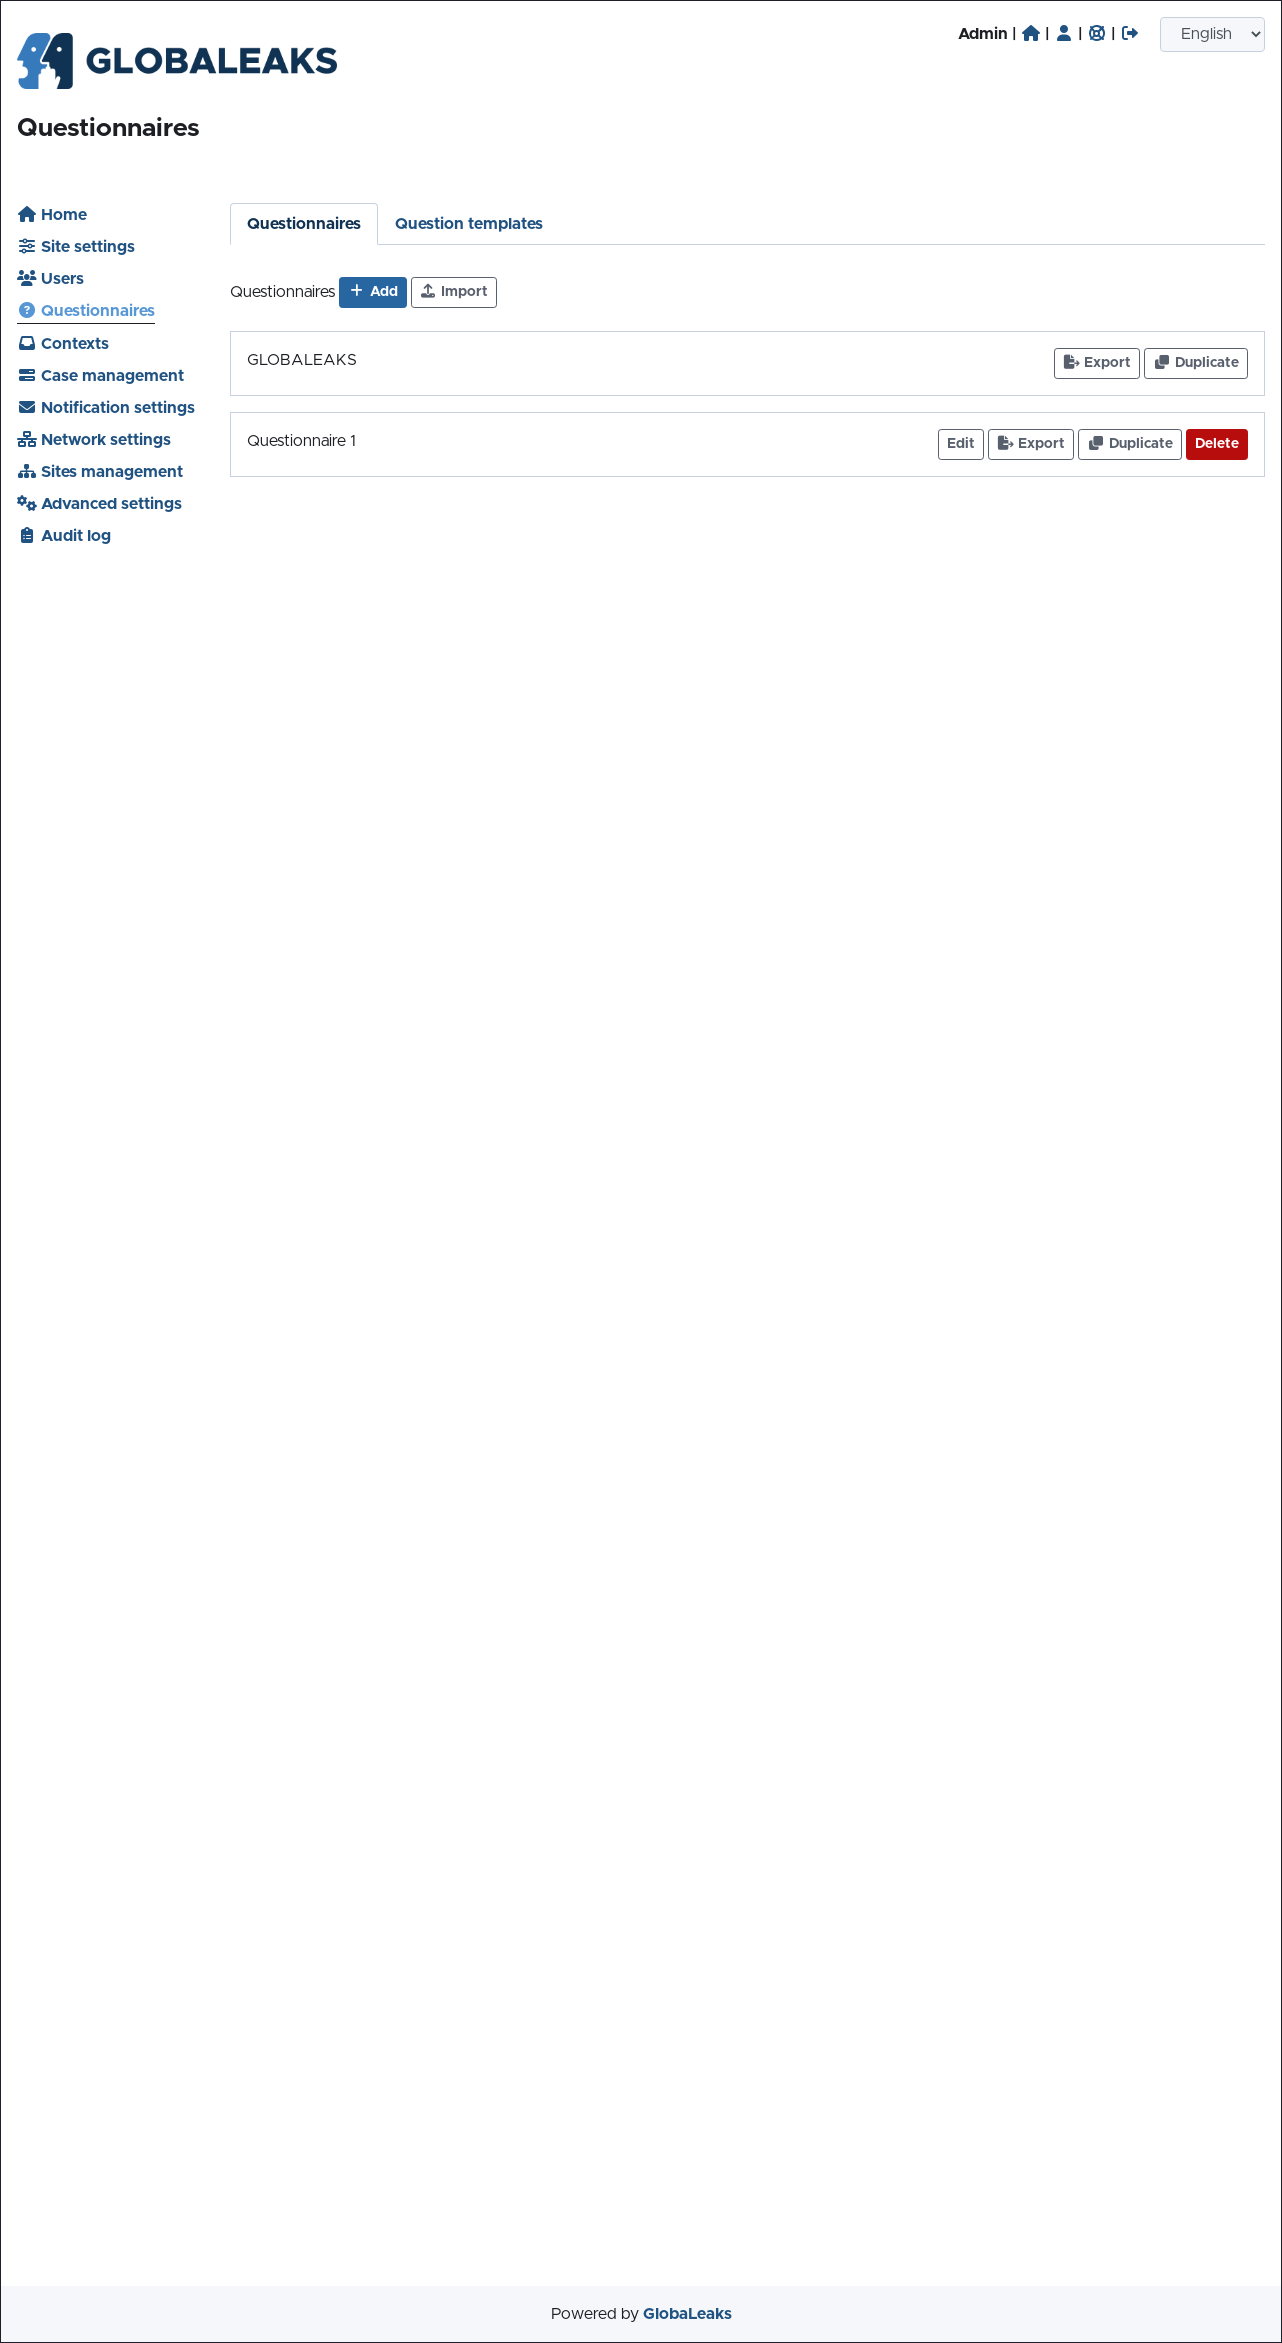 GLOBALEAKS
Admin | | | |
English
Questionnaires
Home
Site settings
Users
Questionnaires
Contexts
Case management
Notification settings
Network settings
Sites management
Advanced settings
Audit log
Questionnaires Question templates
Questionnaires Add Import
GLOBALEAKS Export Duplicate
Questionnaire 1 Edit Export Duplicate Delete
Powered by GlobaLeaks